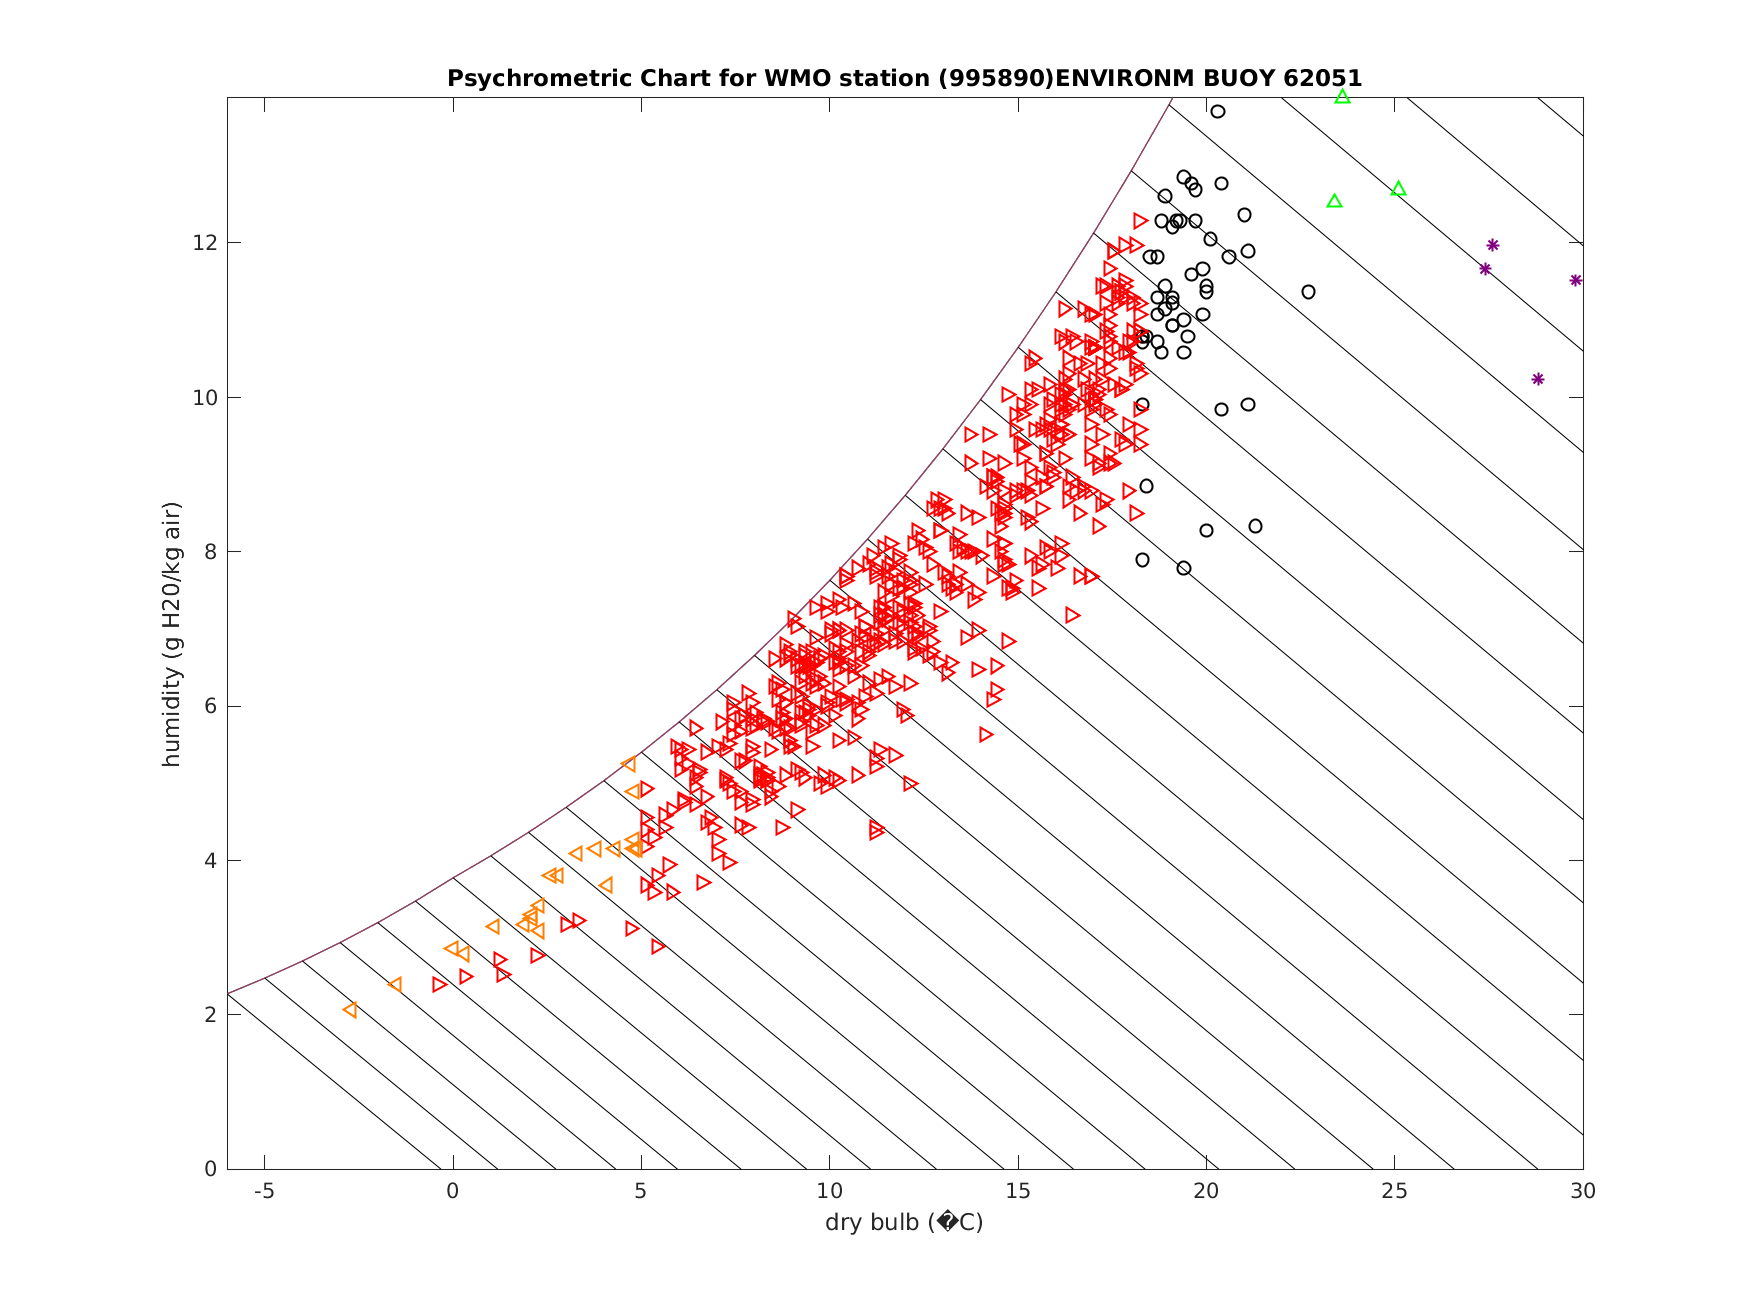 Psychrometric Chart for WMO station (995890)ENVIRONM BUOY 62051
humidity (g H20/kg air)
12
10
8
6
4
2
0
-5 0 5 10 15 20 25 30
dry bulb (�C)